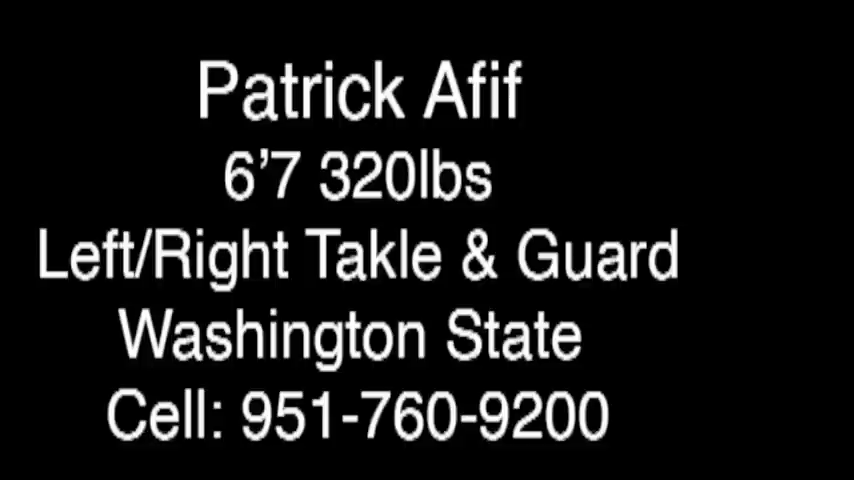 Patrick Afif
6’7 320lbs
Left/Right Takle & Guard
Washington State
Cell: 951-760-9200